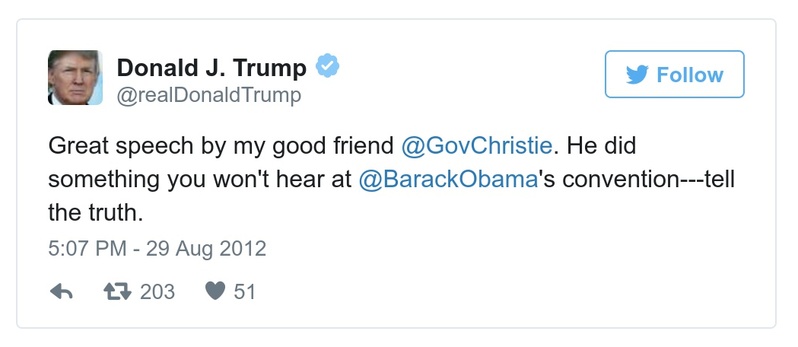 Donald J. Trump
@realDonaldTrump
Follow
Great speech by my good friend @GovChristie. He did
something you won't hear at @BarackObama's convention---tell
the truth.
5:07 PM - 29 Aug 2012
203 51